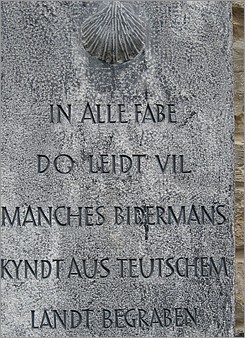 IN ALLE FABE
DO LEIDT VIL
MANCHES BIDERMANS
KYNDT AUS TEUTSCHEM
LANDT BEGRABEN